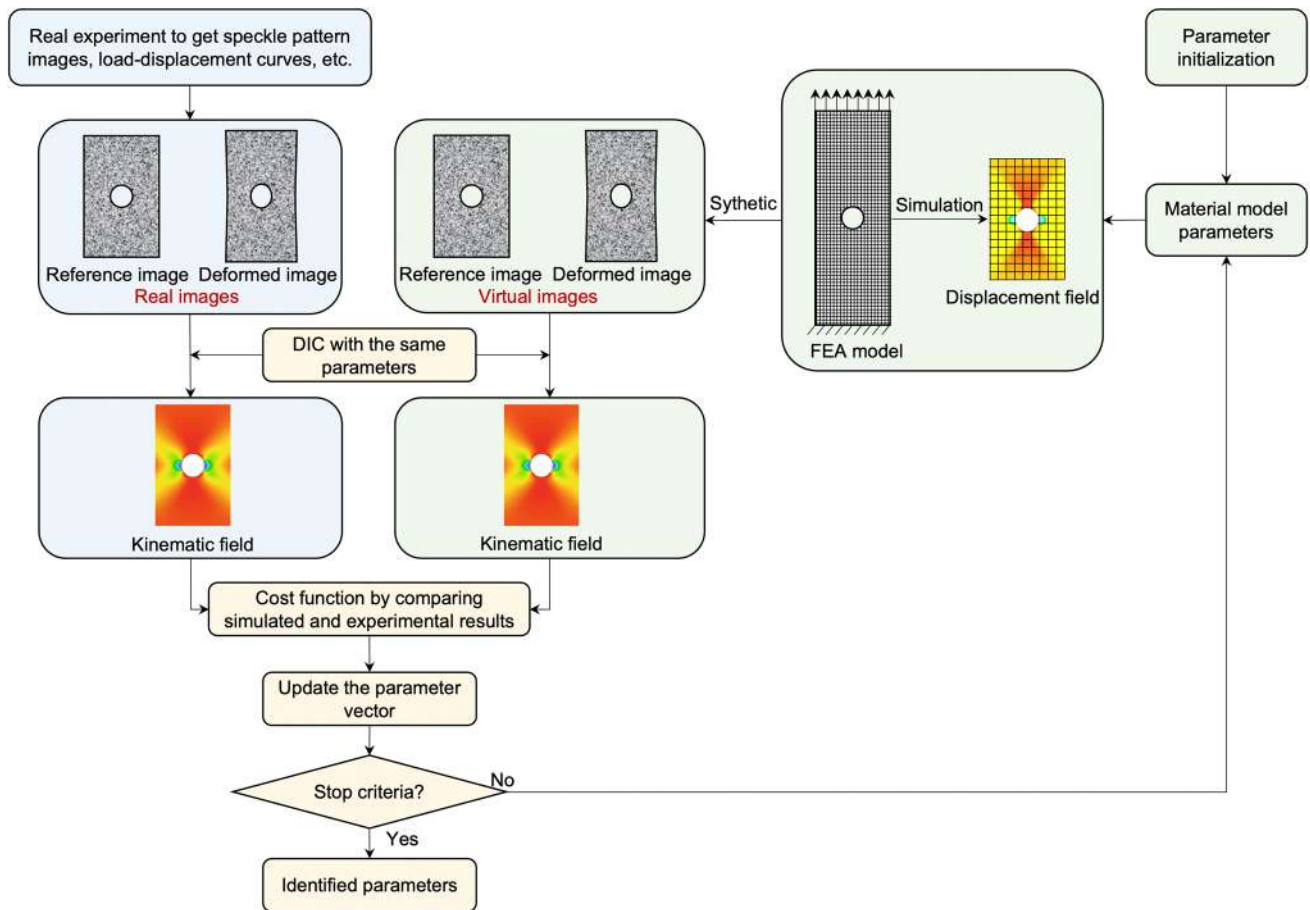 Real experiment to get speckle pattern
images, load-displacement curves, etc.
Parameter
initialization
Reference image
Deformed image
Real images
Reference image
Deformed image
Virtual images
Sythetic
Simulation
FEA model
Displacement field
Material model
parameters
DIC with the same
parameters
Kinematic field
Kinematic field
Cost function by comparing
simulated and experimental results
Update the parameter
vector
Stop criteria?
No
Yes
Identified parameters